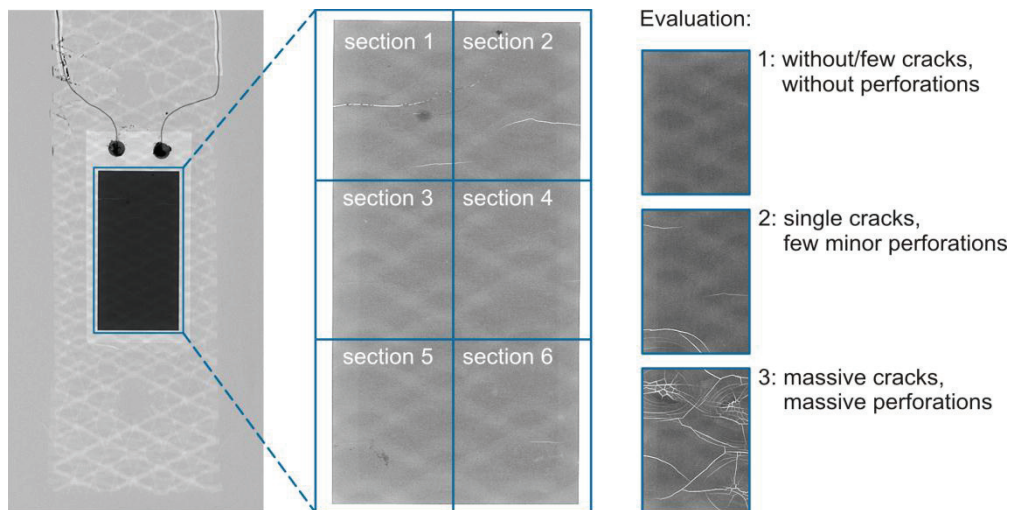 section 1
section 2
section 3
section 4
section 5
section 6
Evaluation:
1: without/few cracks,
without perforations
2: single cracks,
few minor perforations
3: massive cracks,
massive perforations